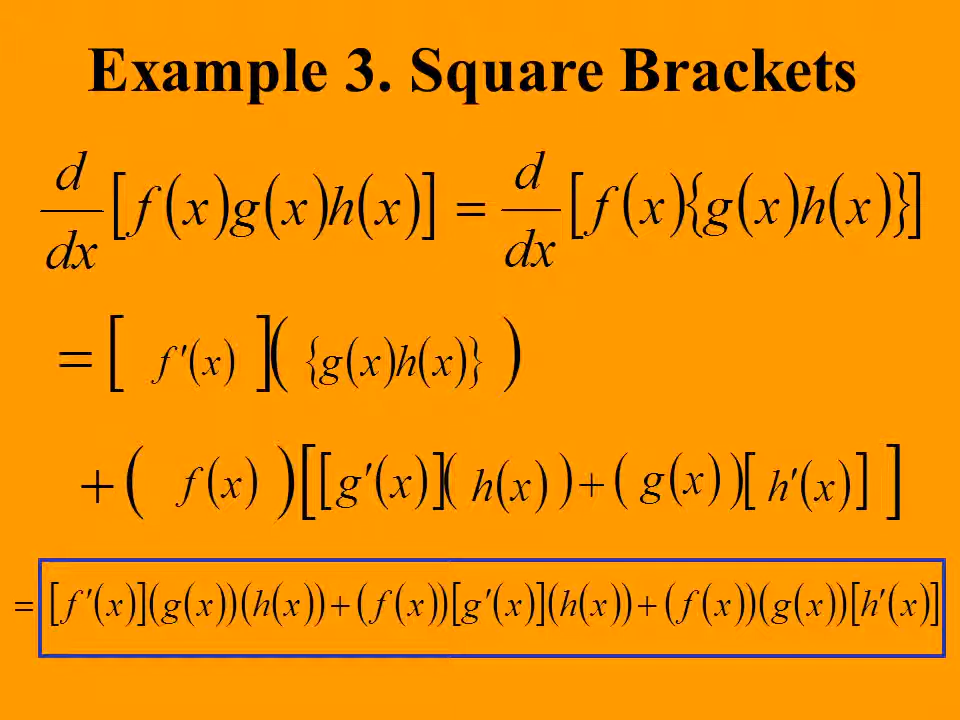 Example 3. Square Brackets
d/dx [f(x)g(x)h(x)] = d/dx [f(x){g(x)h(x)}]
= [ f′(x) ]( {g(x)h(x)} )
+ ( f(x) )[[g′(x)]( h(x) ) + ( g(x) )[ h′(x) ] ]
= [f′(x)](g(x))(h(x)) + (f(x))[g′(x)](h(x)) + (f(x))(g(x))[h′(x)]